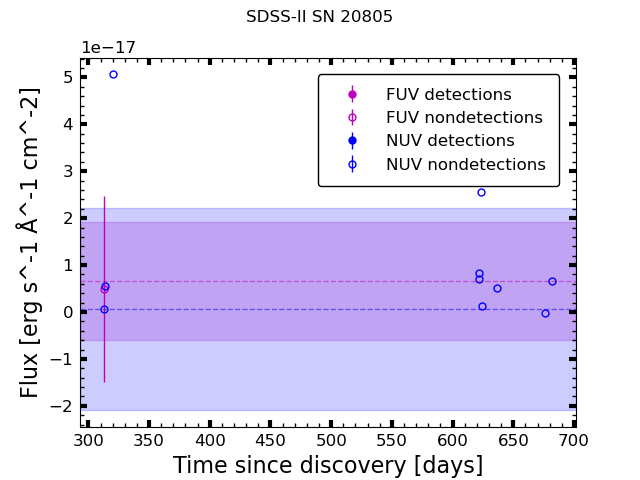 SDSS-II SN 20805
1e−17
Flux [erg s^-1 Å^-1 cm^-2]
5
4
3
2
1
0
−1
−2
FUV detections
FUV nondetections
NUV detections
NUV nondetections
300 350 400 450 500 550 600 650 700
Time since discovery [days]